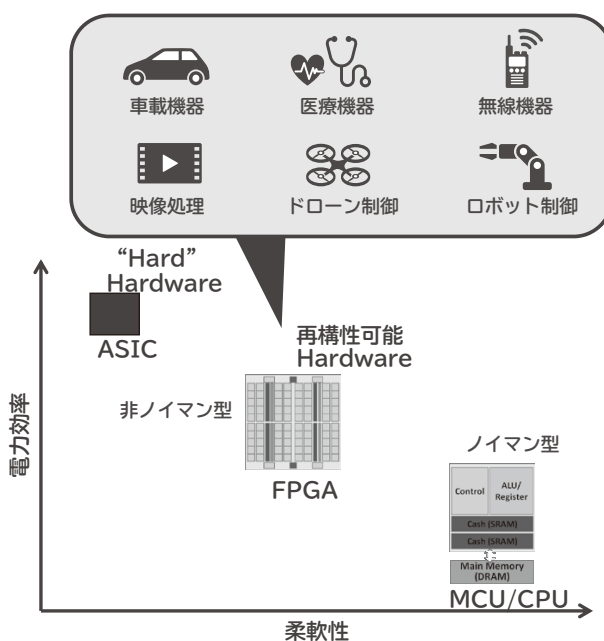 車載機器
医療機器
無線機器
映像処理
ドローン制御
ロボット制御
“Hard”
Hardware
ASIC
再構成可能
Hardware
非ノイマン型
FPGA
ノイマン型
Control
ALU/
Register
Cash (SRAM)
Cash (SRAM)
Main Memory
(DRAM)
MCU/CPU
電力効率
柔軟性